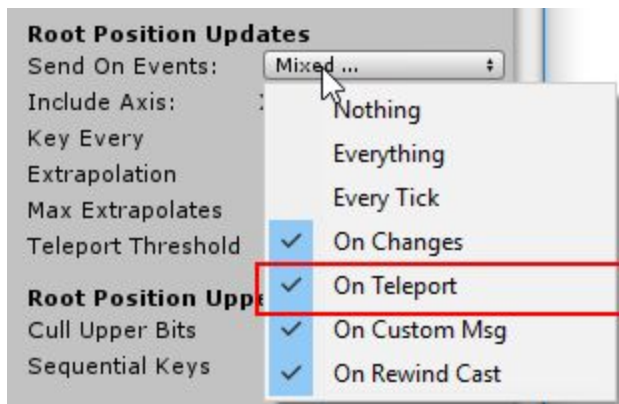 Root Position Updates
Send On Events: Mixed ...
Include Axis:
Nothing
Key Every
Everything
Extrapolation
Every Tick
Max Extrapolates
On Changes
Teleport Threshold
On Teleport
Root Position Upp
On Custom Msg
Cull Upper Bits
On Rewind Cast
Sequential Keys